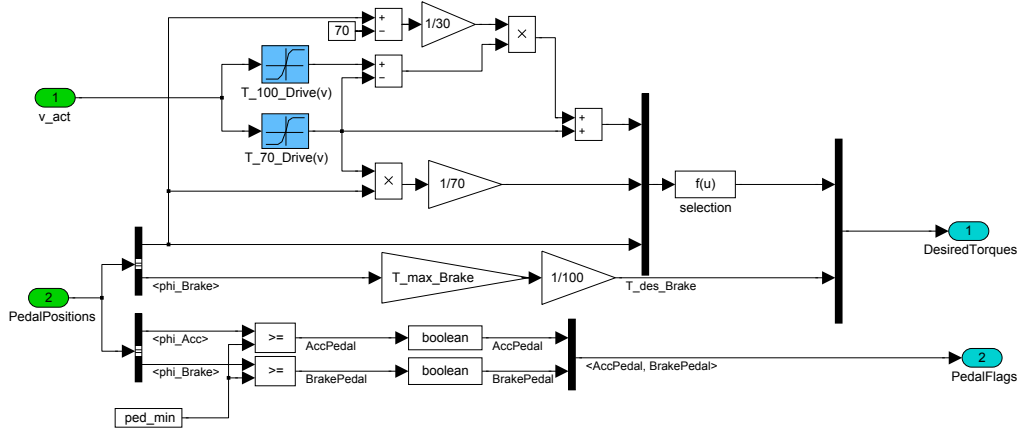 +
−
70
1/30
×
1
v_act
T_100_Drive(v)
+
−
T_70_Drive(v)
+
+
×
1/70
f(u)
selection
1
DesiredTorques
<phi_Brake>
T_max_Brake
1/100
T_des_Brake
2
PedalPositions
<phi_Acc>
>=
AccPedal
boolean
AccPedal
<phi_Brake>
>=
BrakePedal
boolean
BrakePedal
<AccPedal, BrakePedal>
2
PedalFlags
ped_min